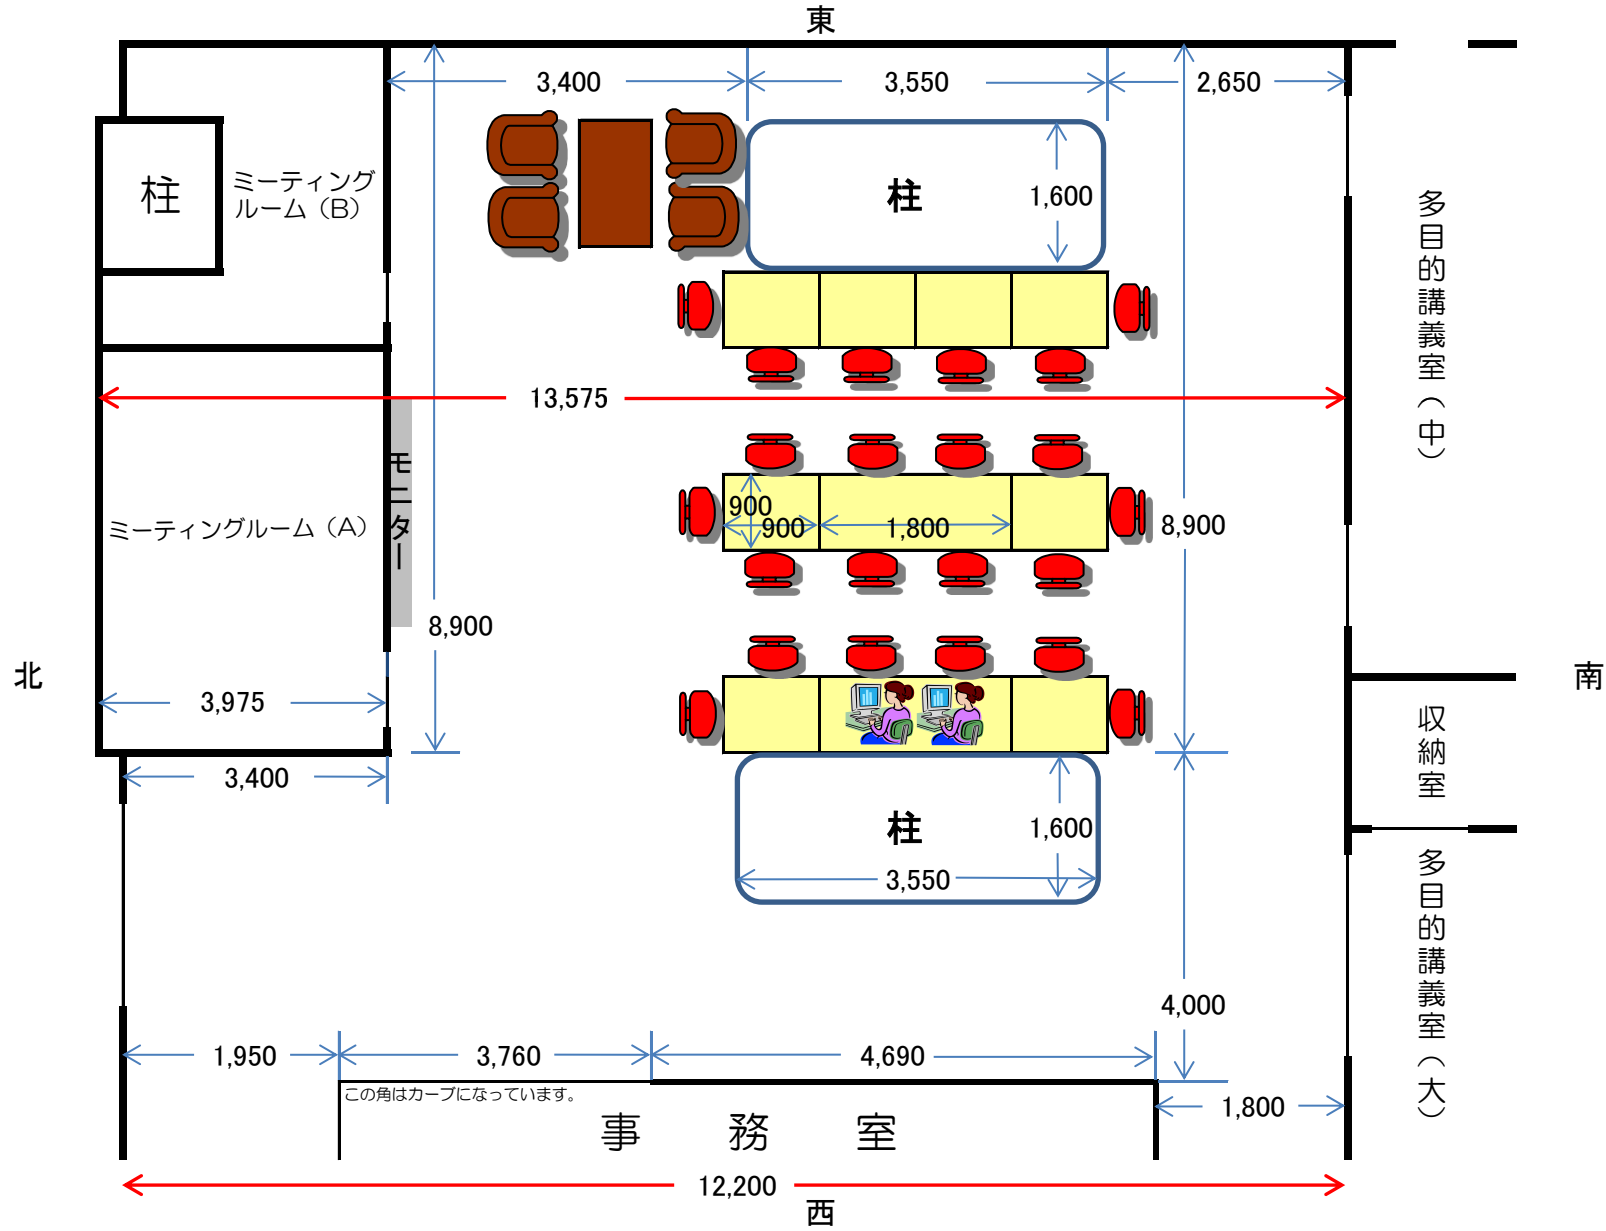 東
3,400
3,550
2,650
柱
ミーティング
ルーム（B）
柱
1,600
多目的講義室（中）
13,575
モニター
ミーティングルーム（A）
900
900
1,800
8,900
8,900
北
南
3,975
3,400
収納室
柱
1,600
3,550
多目的講義室（大）
4,000
1,950
3,760
4,690
この角はカーブになっています。
1,800
事務室
12,200
西